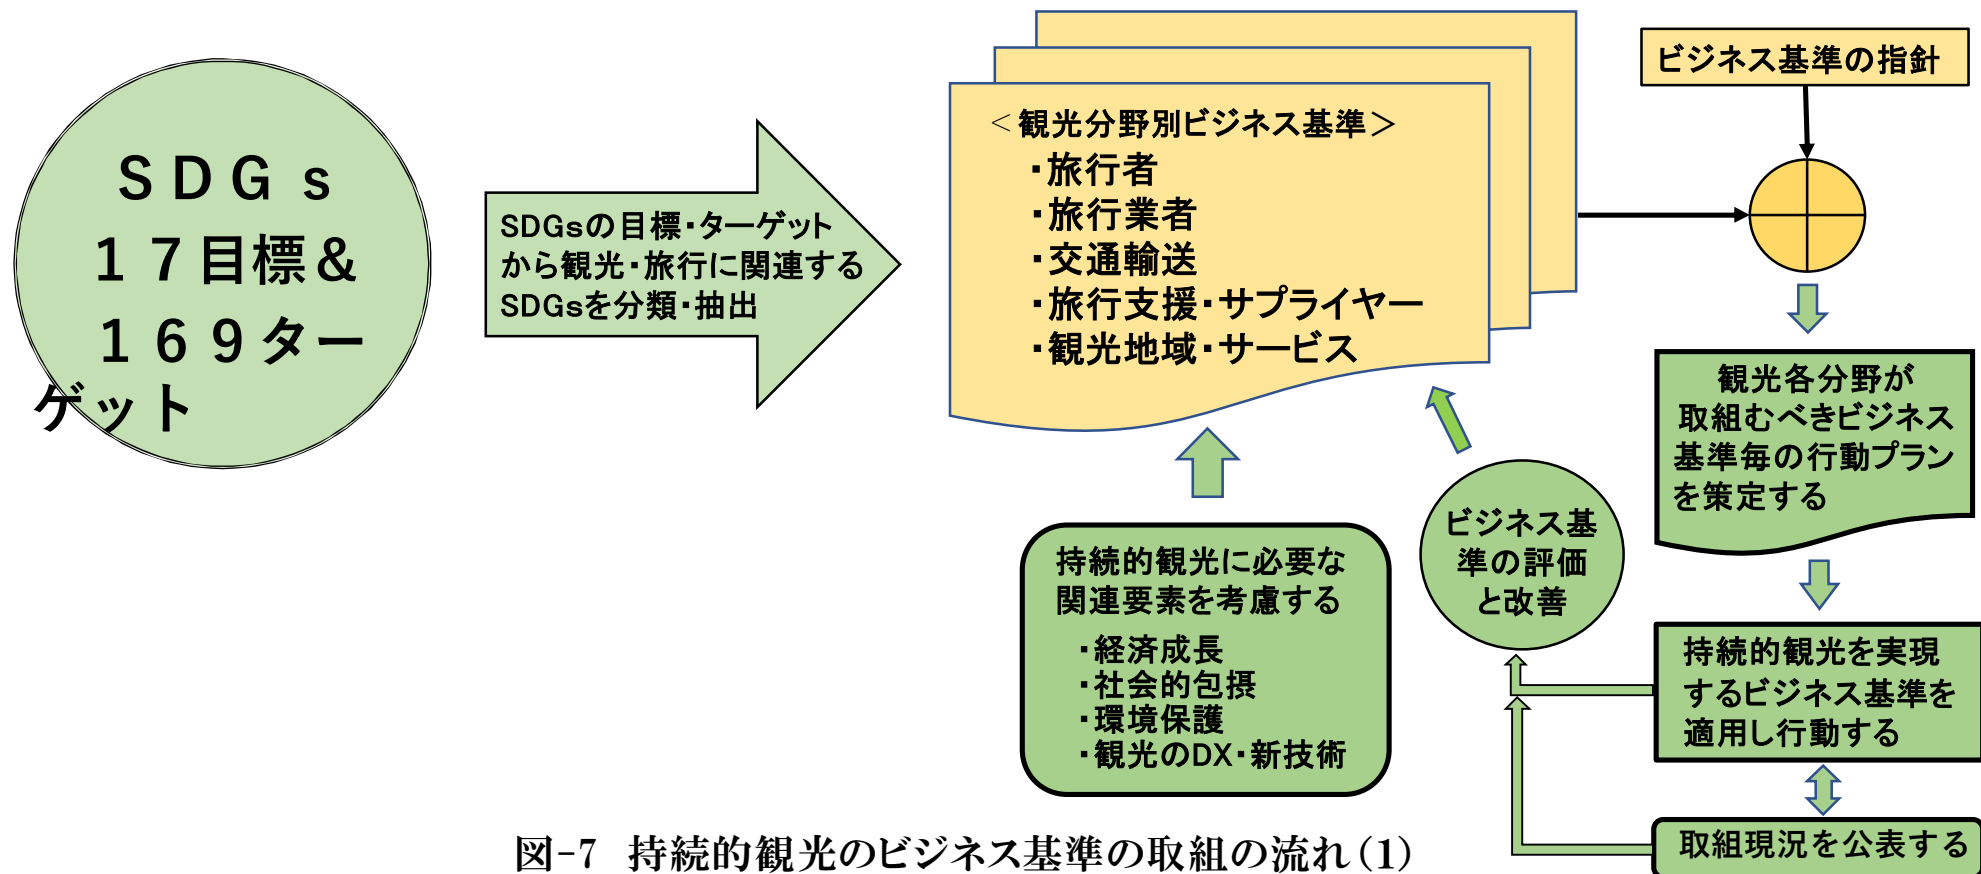 SDGs
17目標&
169ター
ゲット
SDGsの目標・ターゲット
から観光・旅行に関連する
SDGsを分類・抽出
<観光分野別ビジネス基準>
・旅行者
・旅行業者
・交通輸送
・旅行支援・サプライヤー
・観光地域・サービス
ビジネス基準の指針
観光各分野が
取組むべきビジネス
基準毎の行動プラン
を策定する
持続的観光に必要な
関連要素を考慮する
・経済成長
・社会的包摂
・環境保護
・観光のDX・新技術
ビジネス基
準の評価
と改善
持続的観光を実現
するビジネス基準を
適用し行動する
取組現況を公表する
図-7 持続的観光のビジネス基準の取組の流れ(1)